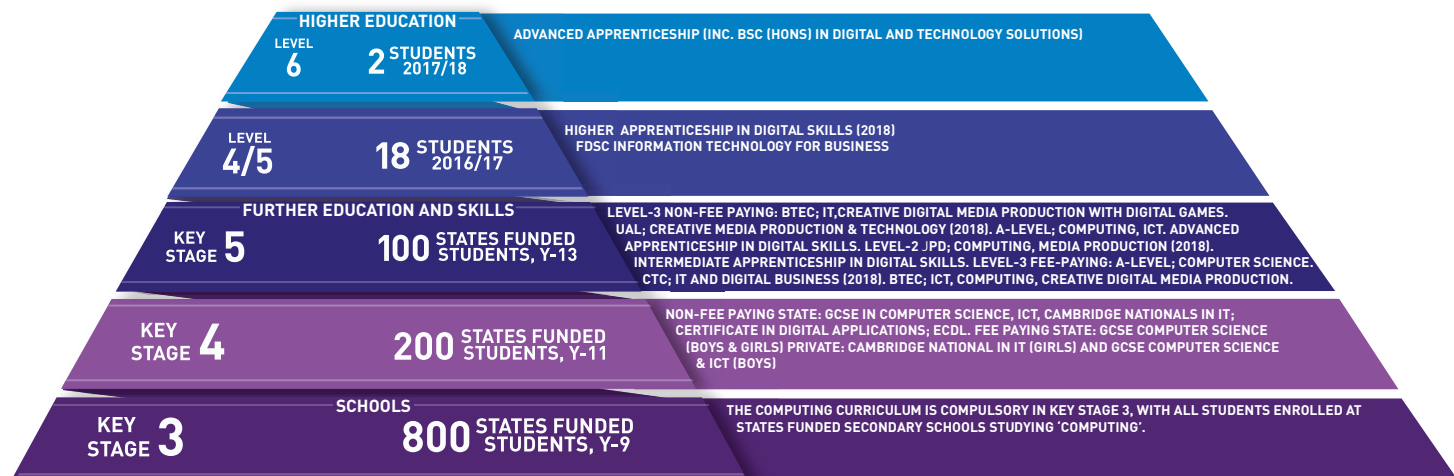 HIGHER EDUCATION
LEVEL
6
2 STUDENTS
2017/18
ADVANCED APPRENTICESHIP (INC. BSC (HONS) IN DIGITAL AND TECHNOLOGY SOLUTIONS)
LEVEL
4/5
18 STUDENTS
2016/17
HIGHER APPRENTICESHIP IN DIGITAL SKILLS (2018)
FDSC INFORMATION TECHNOLOGY FOR BUSINESS
FURTHER EDUCATION AND SKILLS
KEY
STAGE 5
100 STATES FUNDED
STUDENTS, Y-13
LEVEL-3 NON-FEE PAYING: BTEC; IT,CREATIVE DIGITAL MEDIA PRODUCTION WITH DIGITAL GAMES.
UAL; CREATIVE MEDIA PRODUCTION & TECHNOLOGY (2018). A-LEVEL; COMPUTING, ICT. ADVANCED
APPRENTICESHIP IN DIGITAL SKILLS. LEVEL-2 JPD; COMPUTING, MEDIA PRODUCTION (2018).
INTERMEDIATE APPRENTICESHIP IN DIGITAL SKILLS. LEVEL-3 FEE-PAYING: A-LEVEL; COMPUTER SCIENCE.
CTC; IT AND DIGITAL BUSINESS (2018). BTEC; ICT, COMPUTING, CREATIVE DIGITAL MEDIA PRODUCTION.
KEY
STAGE 4
200 STATES FUNDED
STUDENTS, Y-11
NON-FEE PAYING STATE: GCSE IN COMPUTER SCIENCE, ICT, CAMBRIDGE NATIONALS IN IT;
CERTIFICATE IN DIGITAL APPLICATIONS; ECDL. FEE PAYING STATE: GCSE COMPUTER SCIENCE
(BOYS & GIRLS) PRIVATE: CAMBRIDGE NATIONAL IN IT (GIRLS) AND GCSE COMPUTER SCIENCE
& ICT (BOYS)
SCHOOLS
KEY
STAGE 3
800 STATES FUNDED
STUDENTS, Y-9
THE COMPUTING CURRICULUM IS COMPULSORY IN KEY STAGE 3, WITH ALL STUDENTS ENROLLED AT
STATES FUNDED SECONDARY SCHOOLS STUDYING ‘COMPUTING’.